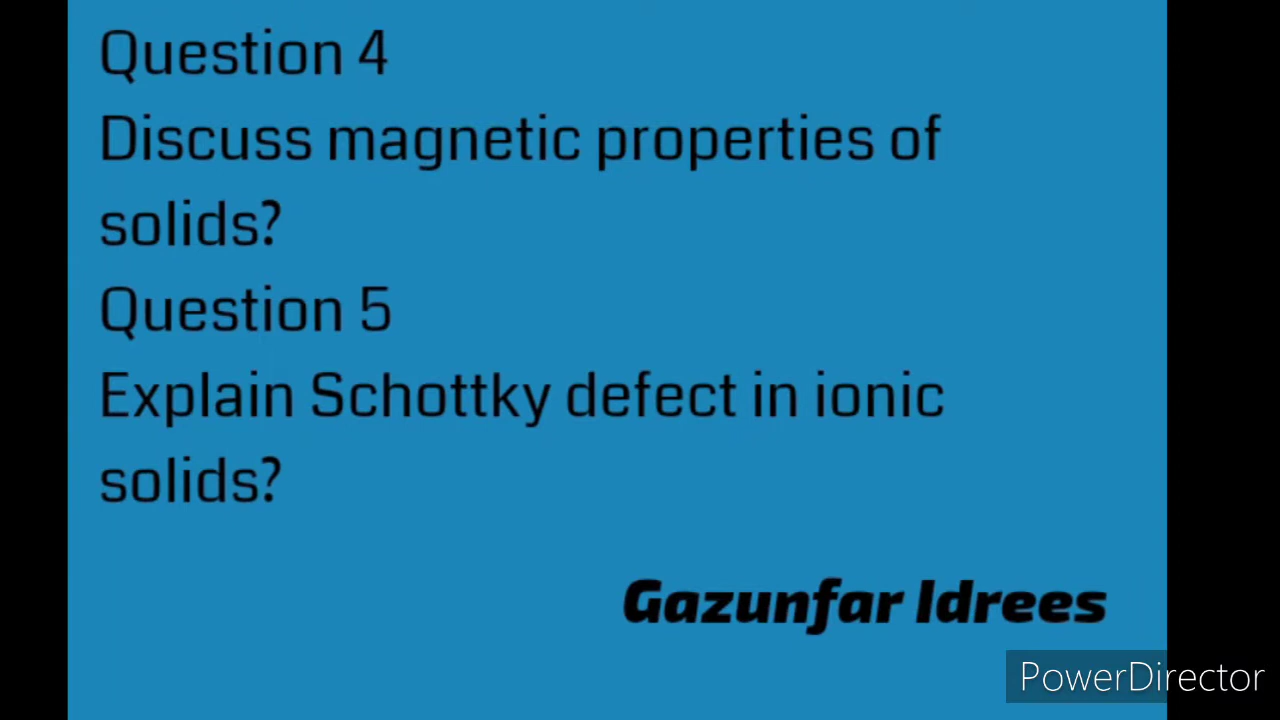 Question 4
Discuss magnetic properties of
solids?
Question 5
Explain Schottky defect in ionic
solids?
Gazunfar Idrees
PowerDirector